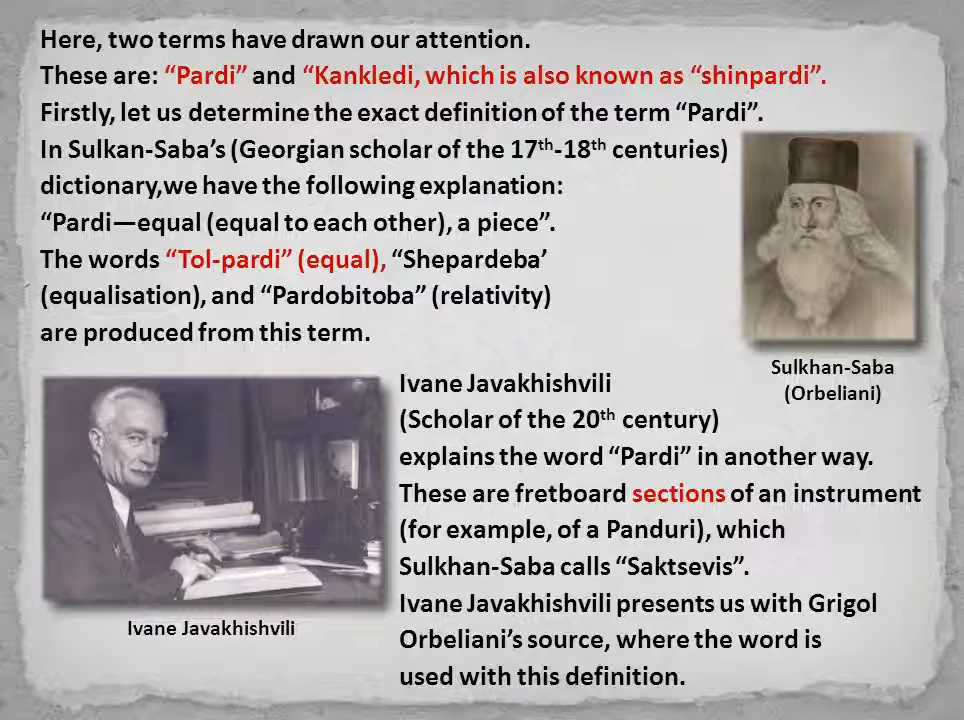 Here, two terms have drawn our attention.
These are: “Pardi” and “Kankledi, which is also known as “shinpardi”.
Firstly, let us determine the exact definition of the term “Pardi”.
In Sulkan-Saba’s (Georgian scholar of the 17th-18th centuries)
dictionary,we have the following explanation:
“Pardi—equal (equal to each other), a piece”.
The words “Tol-pardi” (equal), “Shepardeba’
(equalisation), and “Pardobitoba” (relativity)
are produced from this term.
Sulkhan-Saba
(Orbeliani)
Ivane Javakhishvili
(Scholar of the 20th century)
explains the word “Pardi” in another way.
These are fretboard sections of an instrument
(for example, of a Panduri), which
Sulkhan-Saba calls “Saktsevis”.
Ivane Javakhishvili presents us with Grigol
Orbeliani’s source, where the word is
used with this definition.
Ivane Javakhishvili